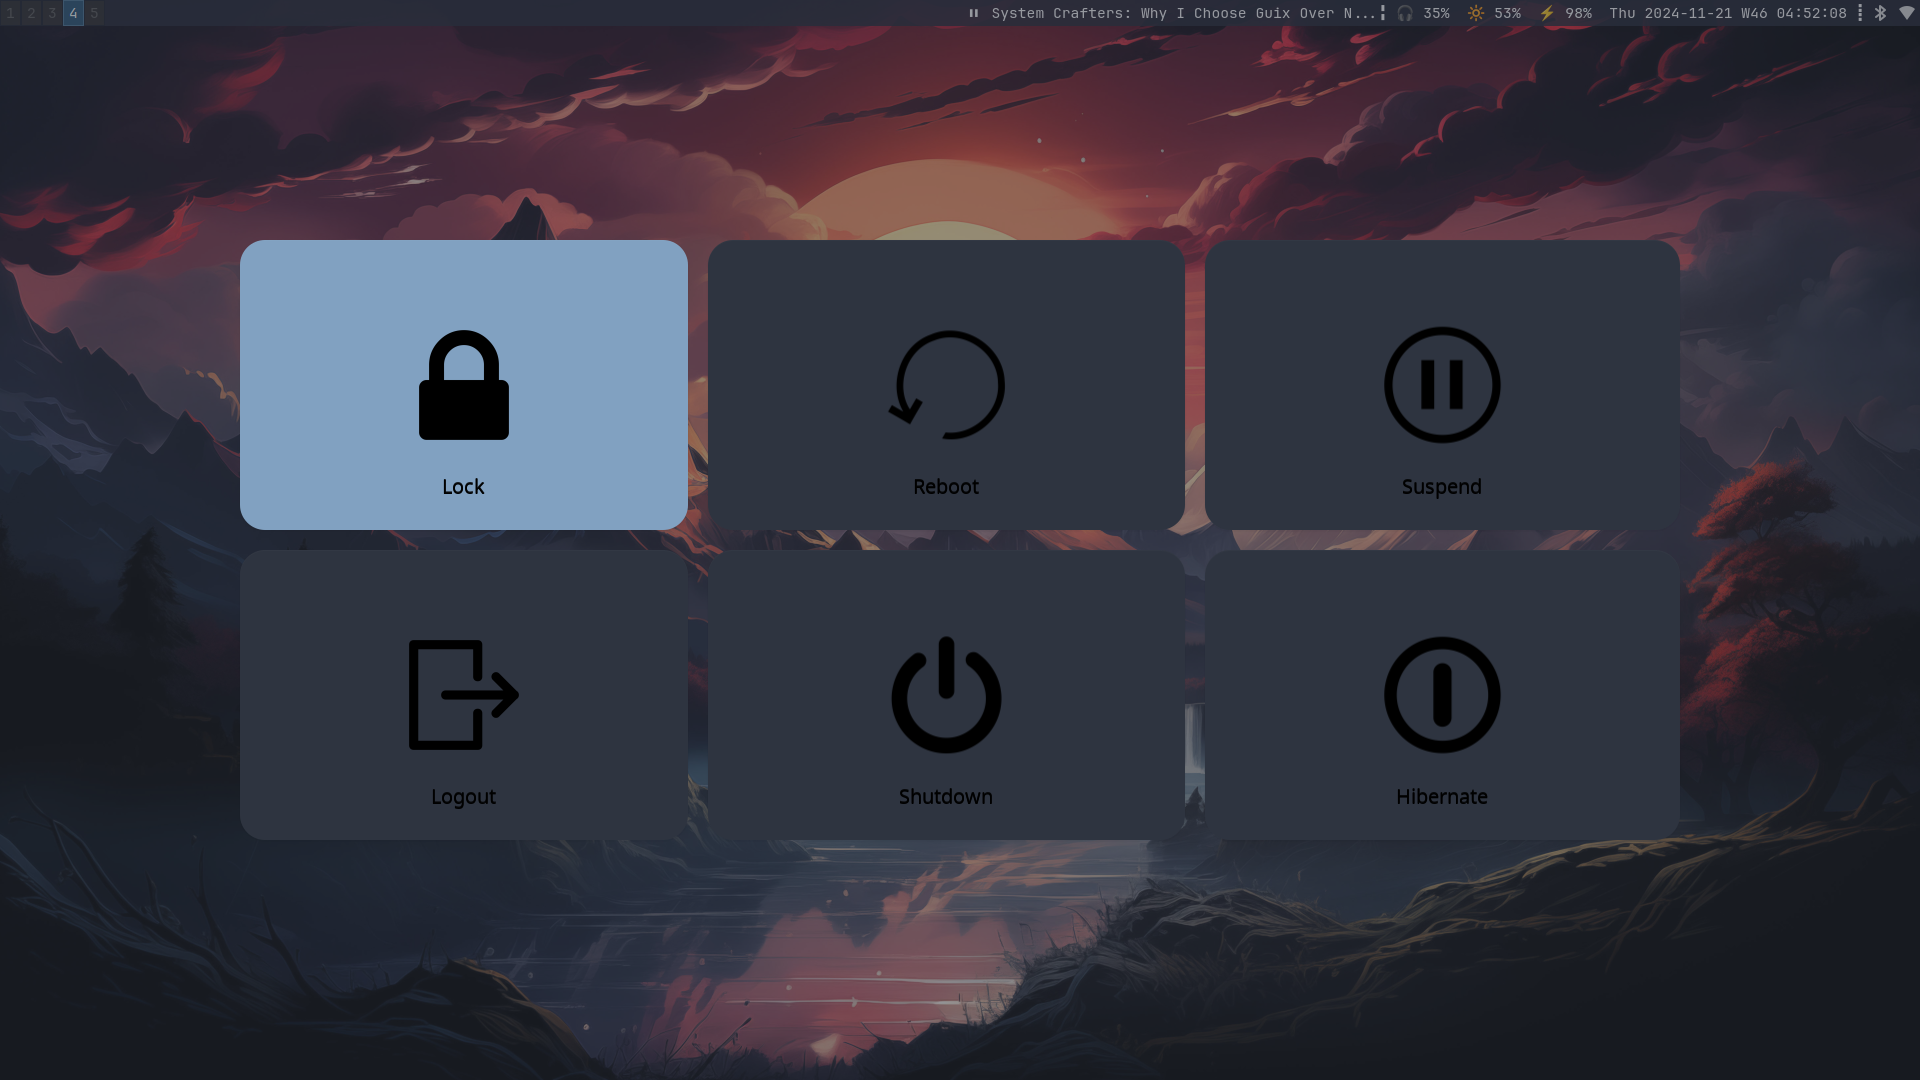 1 2 3 4 5 System Crafters: Why I Choose Guix Over N... 35% 53% 98% Thu 2024-11-21 W46 04:52:08
Lock Reboot Suspend
Logout Shutdown Hibernate